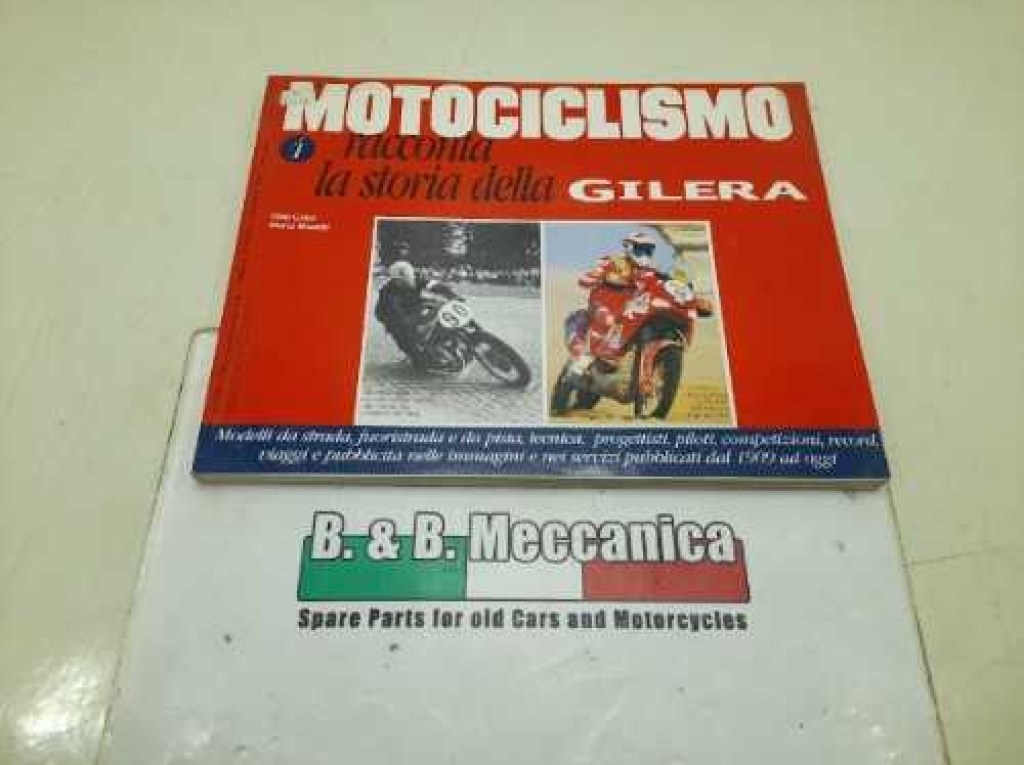 MOTOCICLISMO
racconta
la storia della GILERA
90
Modelli da strada, fuoristrada e da pista, tecnica, progettisti, piloti, competizioni, record,
viaggi e pubblicità nelle immagini e nei servizi pubblicati dal 1909 ad oggi
B. & B. Meccanica
Spare Parts for old Cars and Motorcycles